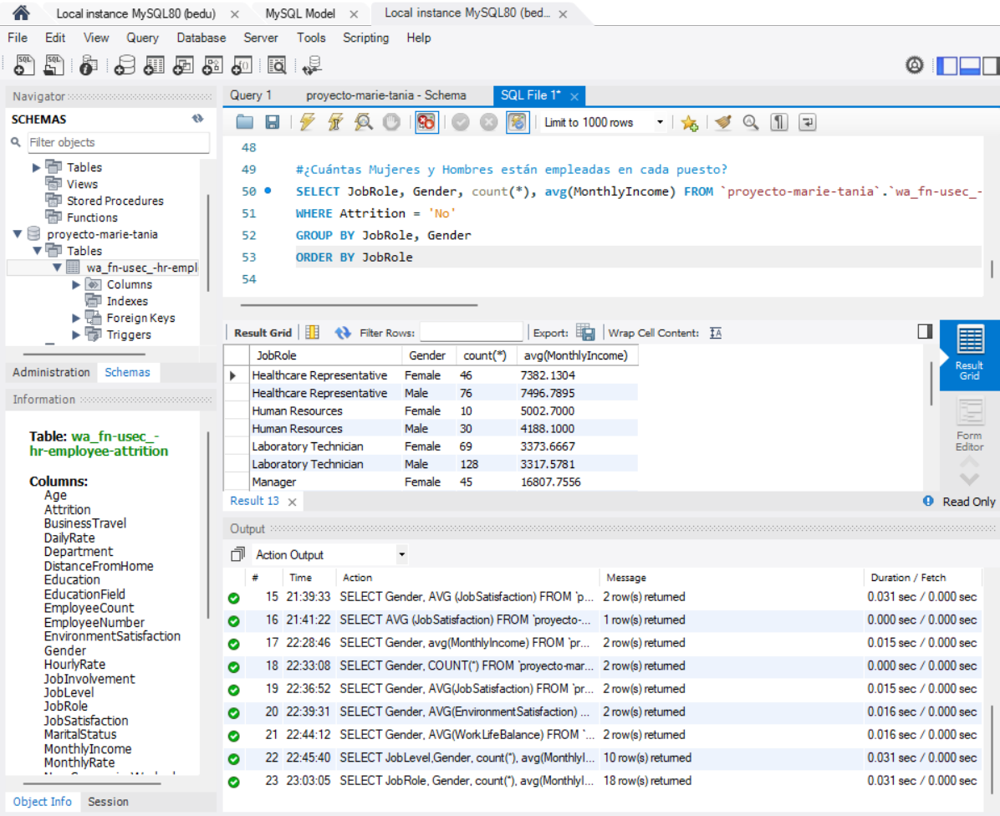 Local instance MySQL80 (bedu)
MySQL Model
Local instance MySQL80 (bed...
File Edit View Query Database Server Tools Scripting Help
Navigator
SCHEMAS
Filter objects
Tables
Views
Stored Procedures
Functions
proyecto-marie-tania
Tables
wa_fn-usec_-hr-empl
Columns
Indexes
Foreign Keys
Triggers
Administration Schemas
Information
Table: wa_fn-usec_-
hr-employee-attrition
Columns:
Age
Attrition
BusinessTravel
DailyRate
Department
DistanceFromHome
Education
EducationField
EmployeeCount
EmployeeNumber
EnvironmentSatisfaction
Gender
HourlyRate
JobInvolvement
JobLevel
JobRole
JobSatisfaction
MaritalStatus
MonthlyIncome
MonthlyRate
Object Info Session
Query 1 proyecto-marie-tania - Schema SQL File 1*
Limit to 1000 rows
48
49 #¿Cuántas Mujeres y Hombres están empleadas en cada puesto?
50 SELECT JobRole, Gender, count(*), avg(MonthlyIncome) FROM `proyecto-marie-tania`.`wa_fn-usec_-
51 WHERE Attrition = 'No'
52 GROUP BY JobRole, Gender
53 ORDER BY JobRole
54
Result Grid Filter Rows: Export: Wrap Cell Content: IA
JobRole Gender count(*) avg(MonthlyIncome)
Healthcare Representative Female 46 7382.1304
Healthcare Representative Male 76 7496.7895
Human Resources Female 10 5002.7000
Human Resources Male 30 4188.1000
Laboratory Technician Female 69 3373.6667
Laboratory Technician Male 128 3317.5781
Manager Female 45 16807.7556
Result
Grid
Form
Editor
Result 13 Read Only
Output
Action Output
# Time Action Message Duration / Fetch
15 21:39:33 SELECT Gender, AVG (JobSatisfaction) FROM `p... 2 row(s) returned 0.031 sec / 0.000 sec
16 21:41:22 SELECT AVG (JobSatisfaction) FROM `proyecto-... 1 row(s) returned 0.000 sec / 0.000 sec
17 22:28:46 SELECT Gender, avg(MonthlyIncome) FROM `pr... 2 row(s) returned 0.015 sec / 0.000 sec
18 22:33:08 SELECT Gender, COUNT(*) FROM `proyecto-mar... 2 row(s) returned 0.000 sec / 0.000 sec
19 22:36:52 SELECT Gender, AVG(JobSatisfaction) FROM `pr... 2 row(s) returned 0.015 sec / 0.000 sec
20 22:39:31 SELECT Gender, AVG(EnvironmentSatisfaction) ... 2 row(s) returned 0.016 sec / 0.000 sec
21 22:44:12 SELECT Gender, AVG(WorkLifeBalance) FROM `... 2 row(s) returned 0.016 sec / 0.000 sec
22 22:45:40 SELECT JobLevel,Gender, count(*), avg(MonthlyI... 10 row(s) returned 0.031 sec / 0.000 sec
23 23:03:05 SELECT JobRole, Gender, count(*), avg(MonthlyI... 18 row(s) returned 0.031 sec / 0.000 sec